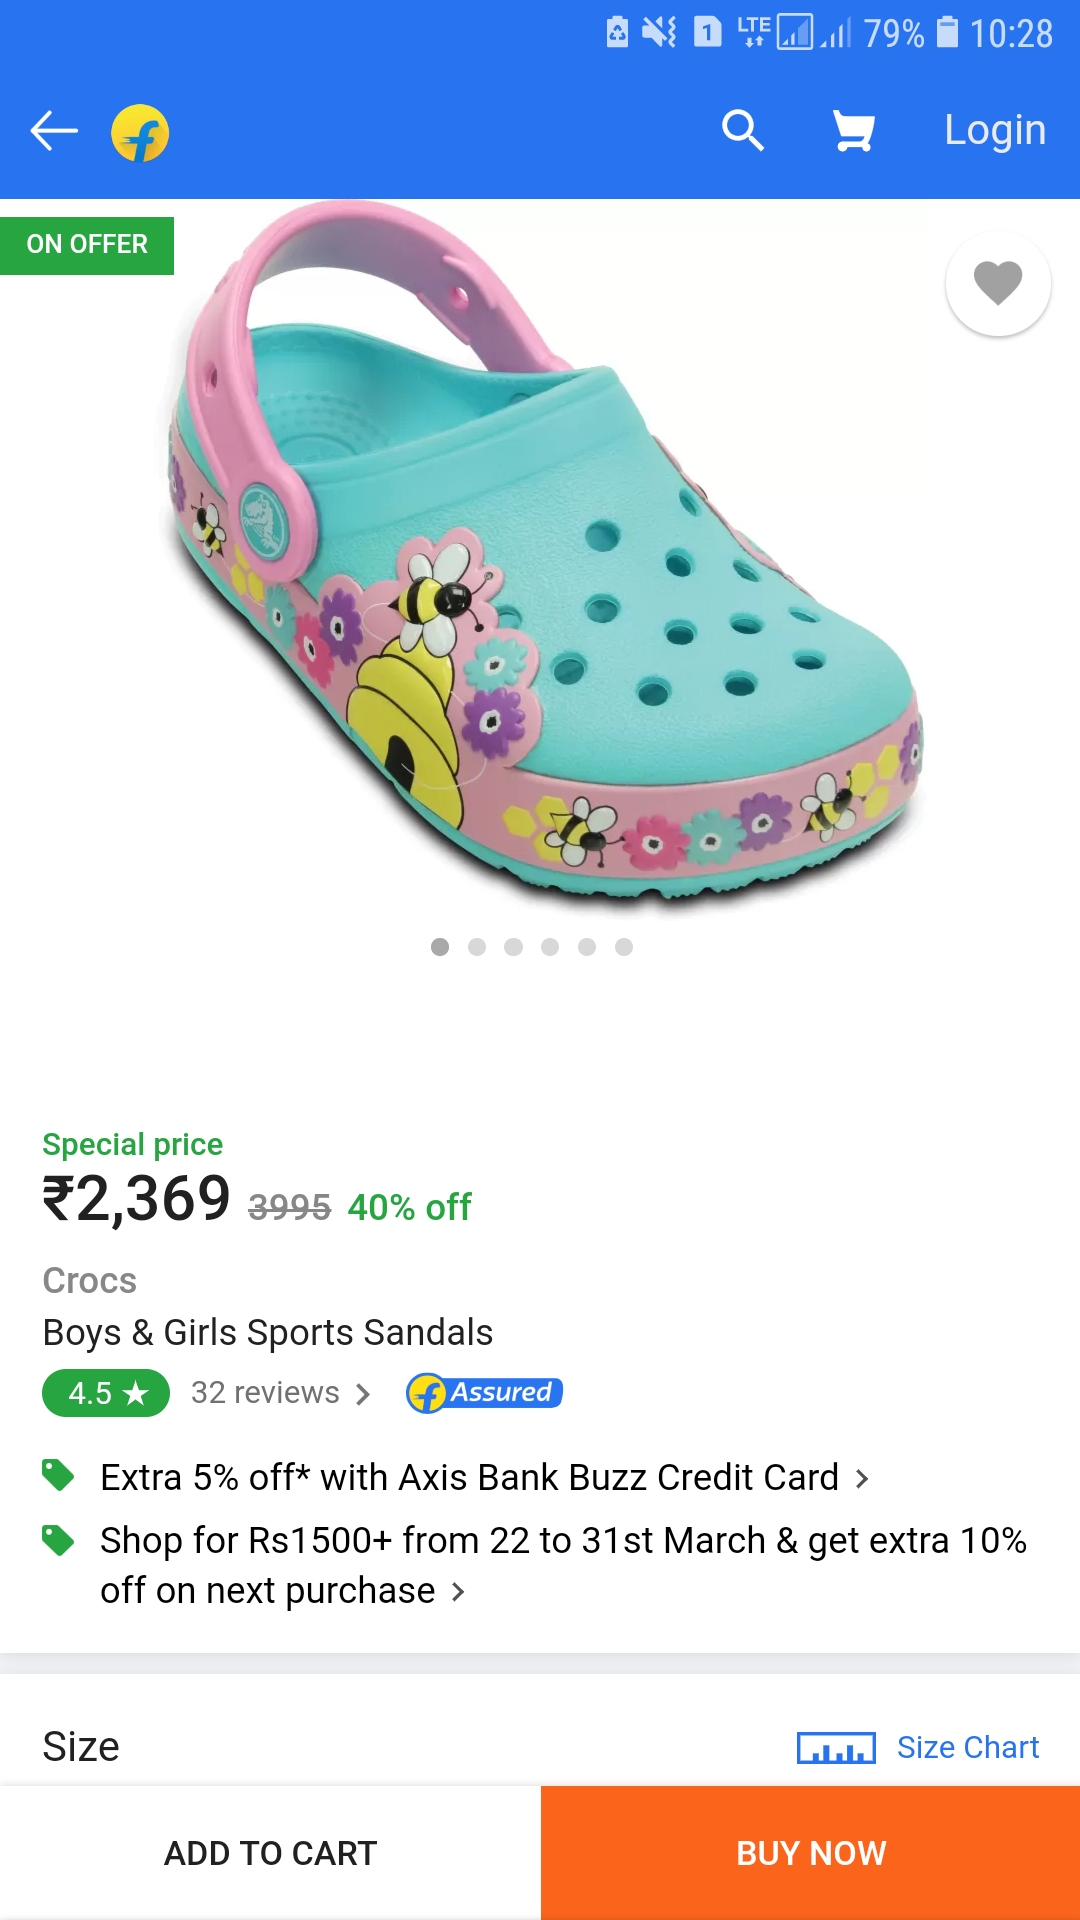 LTE 1 79% 10:28
Login
ON OFFER
Special price
₹2,369 3995 40% off
Crocs
Boys & Girls Sports Sandals
4.5 ★ 32 reviews
Assured
Extra 5% off* with Axis Bank Buzz Credit Card
Shop for Rs1500+ from 22 to 31st March & get extra 10%
off on next purchase
Size
Size Chart
ADD TO CART
BUY NOW